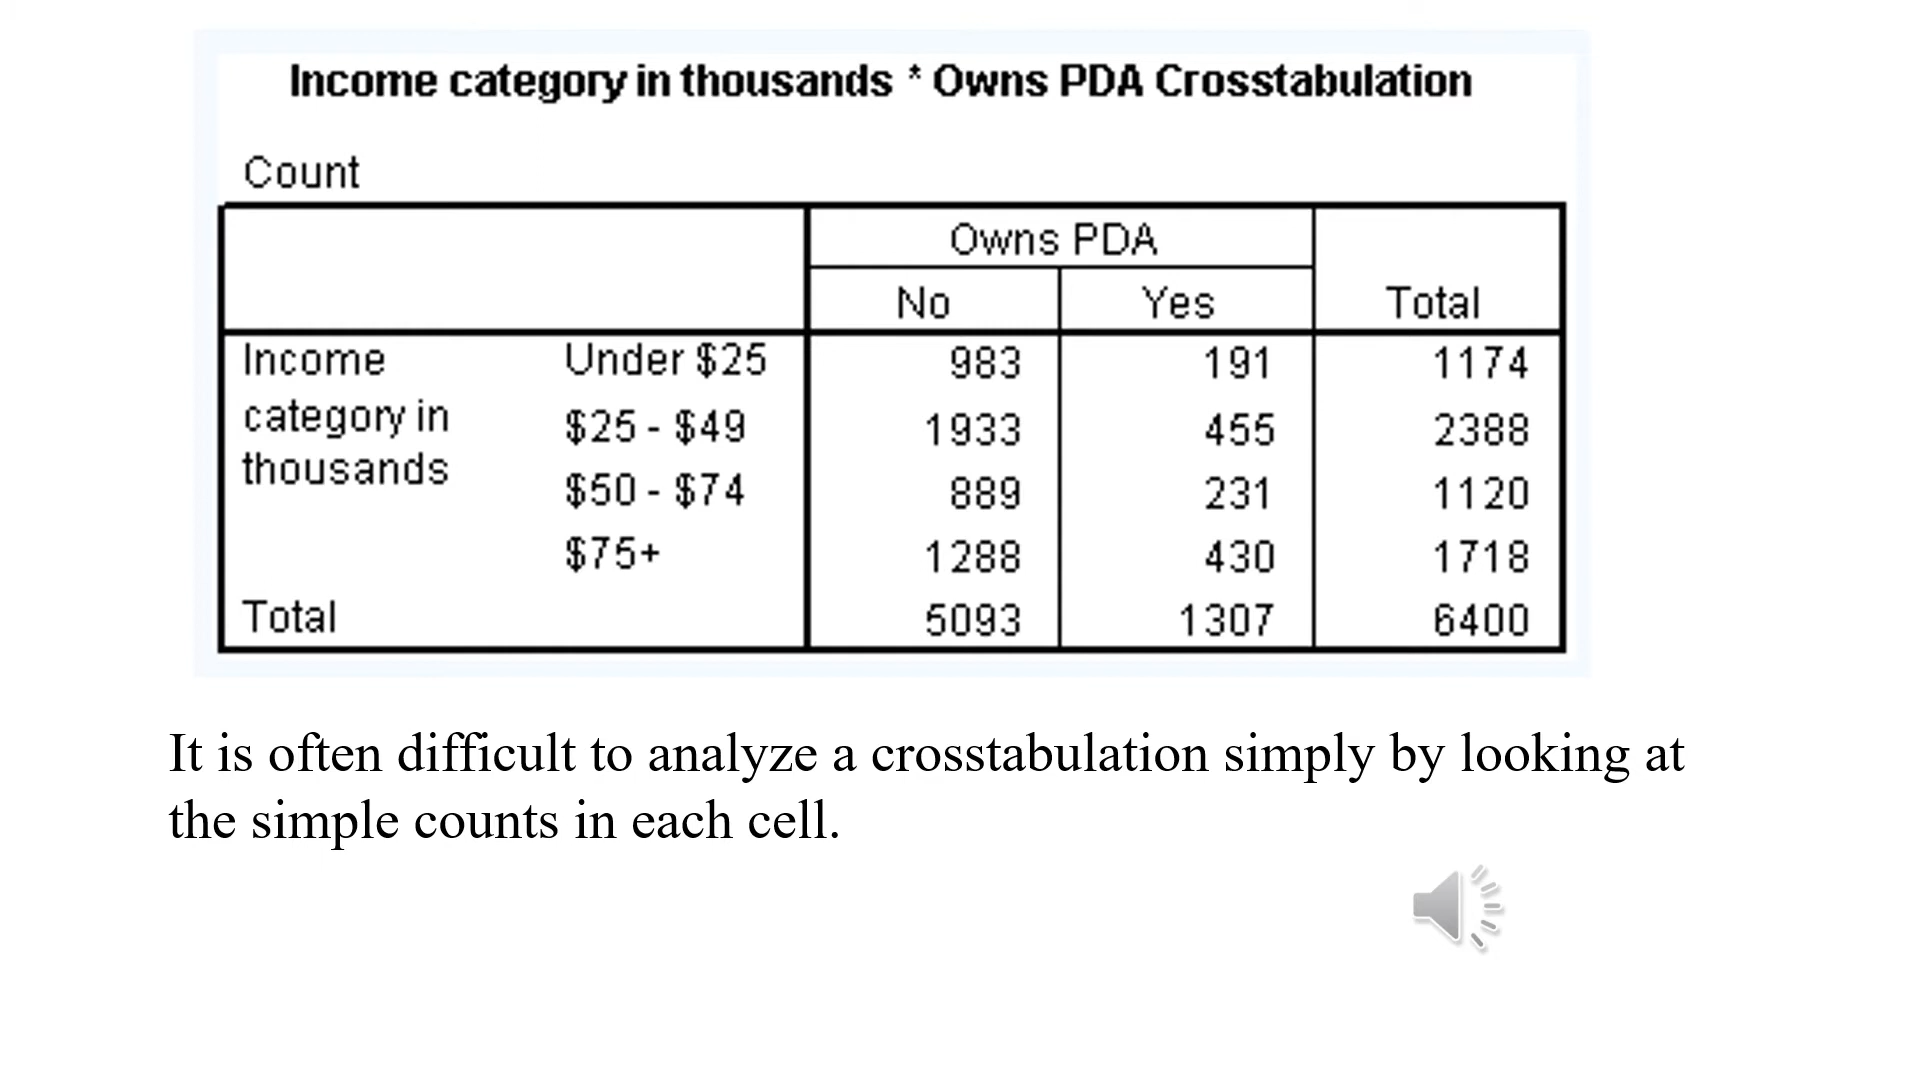 Income category in thousands * Owns PDA Crosstabulation
Count
Owns PDA
No Yes Total
Income Under $25 983 191 1174
category in $25 - $49 1933 455 2388
thousands $50 - $74 889 231 1120
$75+ 1288 430 1718
Total 5093 1307 6400
It is often difficult to analyze a crosstabulation simply by looking at
the simple counts in each cell.